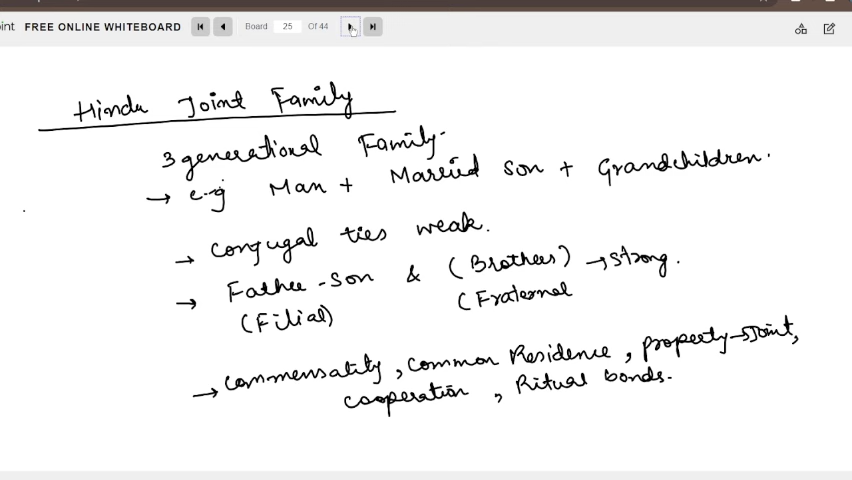 oint FREE ONLINE WHITEBOARD Board 25 Of 44
Hindu Joint Family
3 generational Family-
→ e.g Man + Married son + Grandchildren.
→ conjugal ties weak.
→ Father-Son & (Brothers) → strong.
(Filial) (Fraternal
→ commensality, common Residence, property → Joint,
cooperation, Ritual bonds.